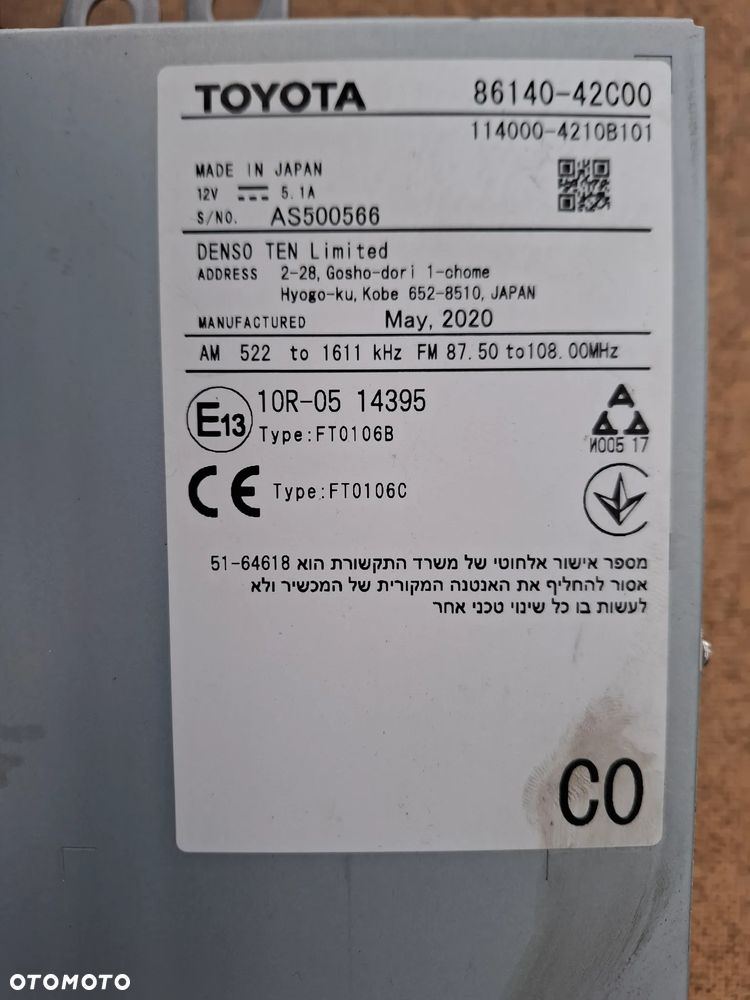 TOYOTA 86140-42C00
114000-4210B101
MADE IN JAPAN
12V 5.1A
S/NO. AS500566
DENSO TEN Limited
ADDRESS 2-28, Gosho-dori 1-chome
Hyogo-ku, Kobe 652-8510, JAPAN
MANUFACTURED May, 2020
AM 522 to 1611 kHz FM 87.50 to 108.00MHz
E13 10R-05 14395
Type:FT0106B
И005 17
CE Type:FT0106C
מספר אישור אלחוטי של משרד התקשורת הוא 51-64618
אסור להחליף את האנטנה המקורית של המכשיר ולא
לעשות בו כל שינוי טכני אחר
CO
OTOMOTO